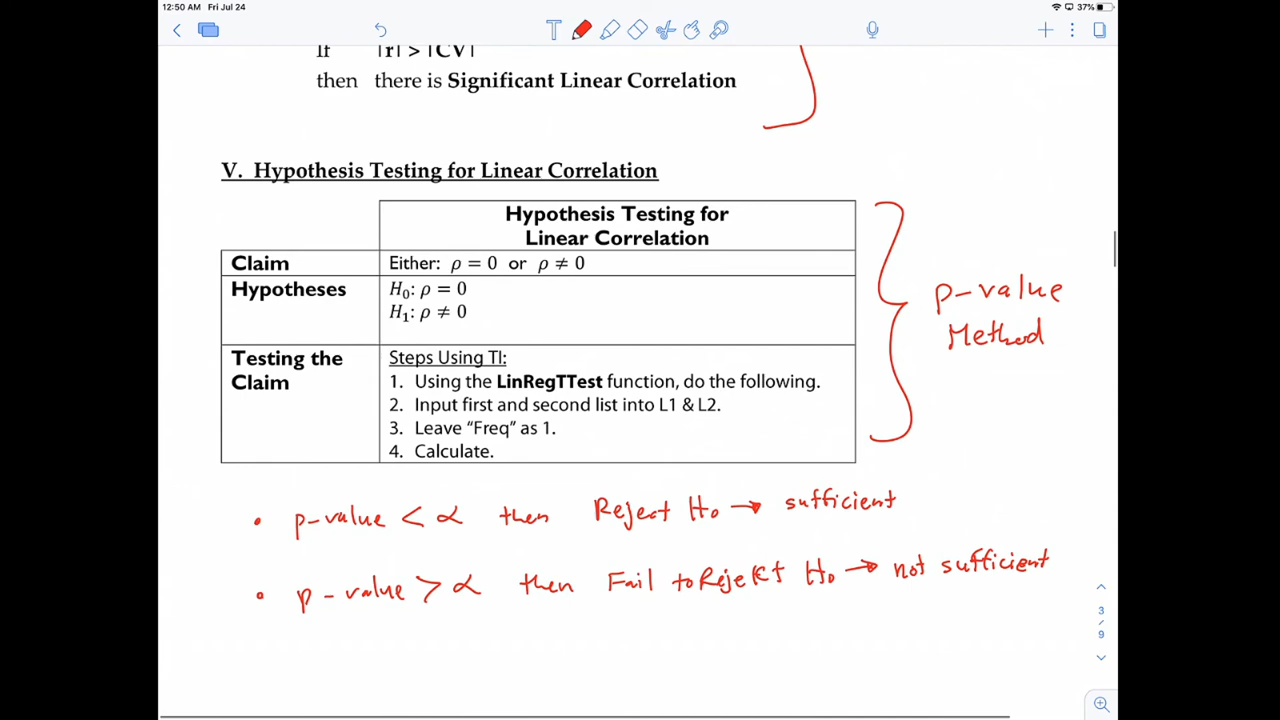 12:50 AM Fri Jul 24
37%
T
If |r| > |CV|
then there is Significant Linear Correlation
V. Hypothesis Testing for Linear Correlation
Hypothesis Testing for
Linear Correlation
Claim
Either: ρ = 0 or ρ ≠ 0
Hypotheses
H₀: ρ = 0
H₁: ρ ≠ 0
Testing the
Claim
Steps Using TI:
1. Using the LinRegTTest function, do the following.
2. Input first and second list into L1 & L2.
3. Leave “Freq” as 1.
4. Calculate.
p-value
Method
• p-value < α then Reject H₀ → sufficient
• p-value > α then Fail to Reject H₀ → not sufficient
3
/
9